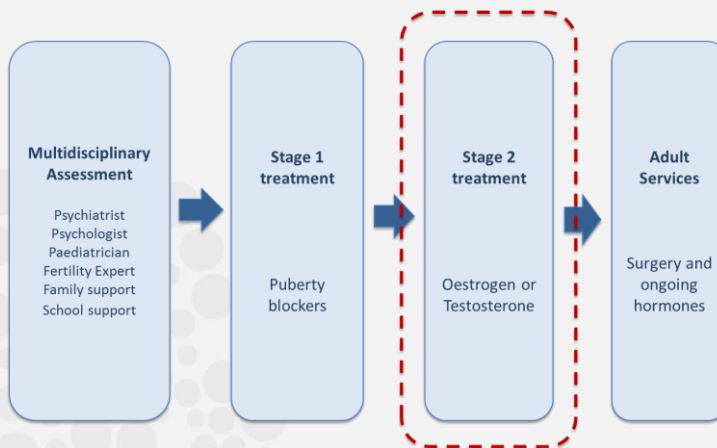 Multidisciplinary
Assessment
Psychiatrist
Psychologist
Paediatrician
Fertility Expert
Family support
School support
Stage 1
treatment
Puberty
blockers
Stage 2
treatment
Oestrogen or
Testosterone
Adult
Services
Surgery and
ongoing
hormones